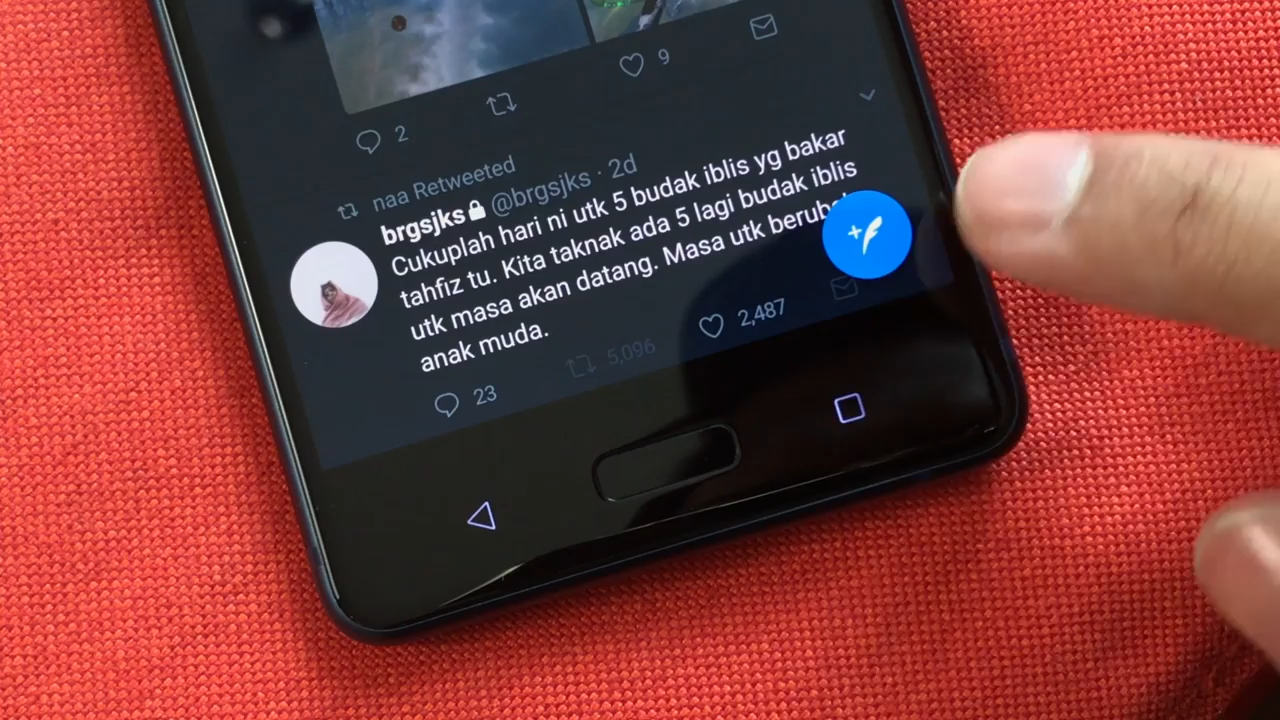 2
9
naa Retweeted
brgsjks @brgsjks · 2d
Cukuplah hari ni utk 5 budak iblis yg bakar
tahfiz tu. Kita taknak ada 5 lagi budak iblis
utk masa akan datang. Masa utk
anak muda.
23
5,096
2,487